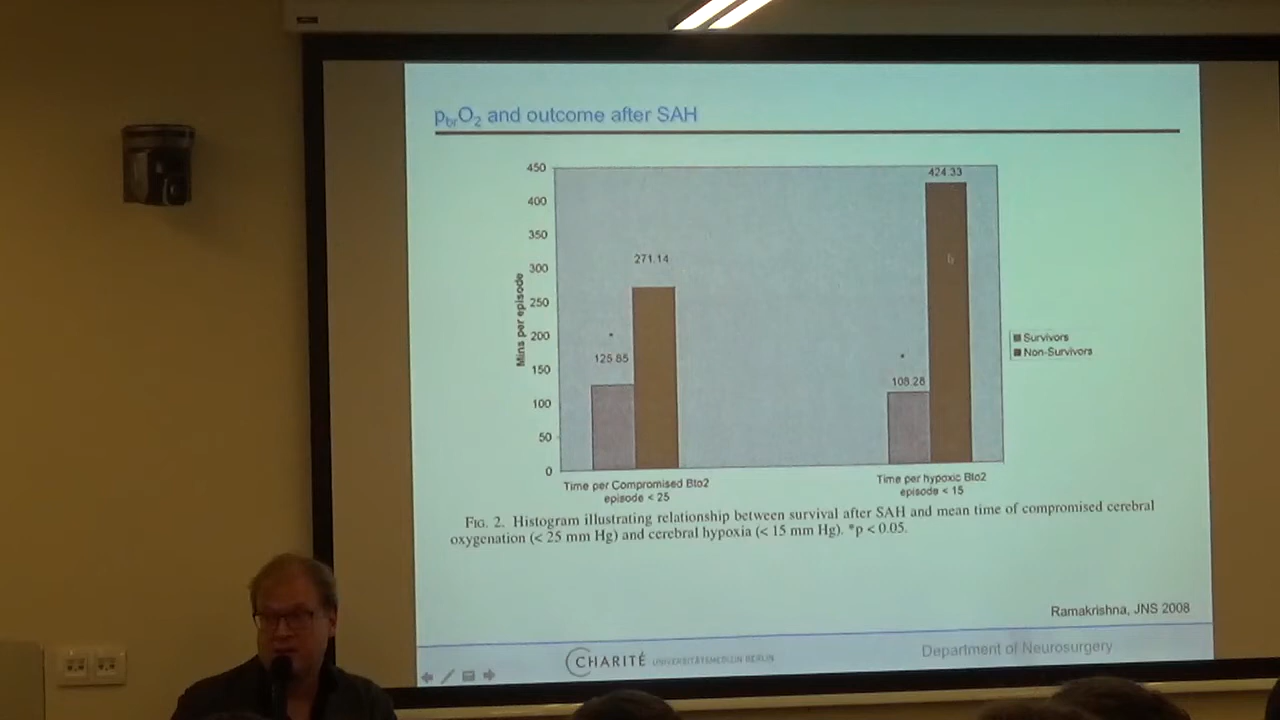 pbrO2 and outcome after SAH
450
400
350
300
250
200
150
100
50
0
Mins per episode
424.33
271.14
*
125.85
*
108.28
Survivors
Non-Survivors
Time per Compromised Bto2
episode < 25
Time per hypoxic Bto2
episode < 15
FIG. 2. Histogram illustrating relationship between survival after SAH and mean time of compromised cerebral
oxygenation (< 25 mm Hg) and cerebral hypoxia (< 15 mm Hg). *p < 0.05.
Ramakrishna, JNS 2008
CHARITÉ UNIVERSITÄTSMEDIZIN BERLIN
Department of Neurosurgery